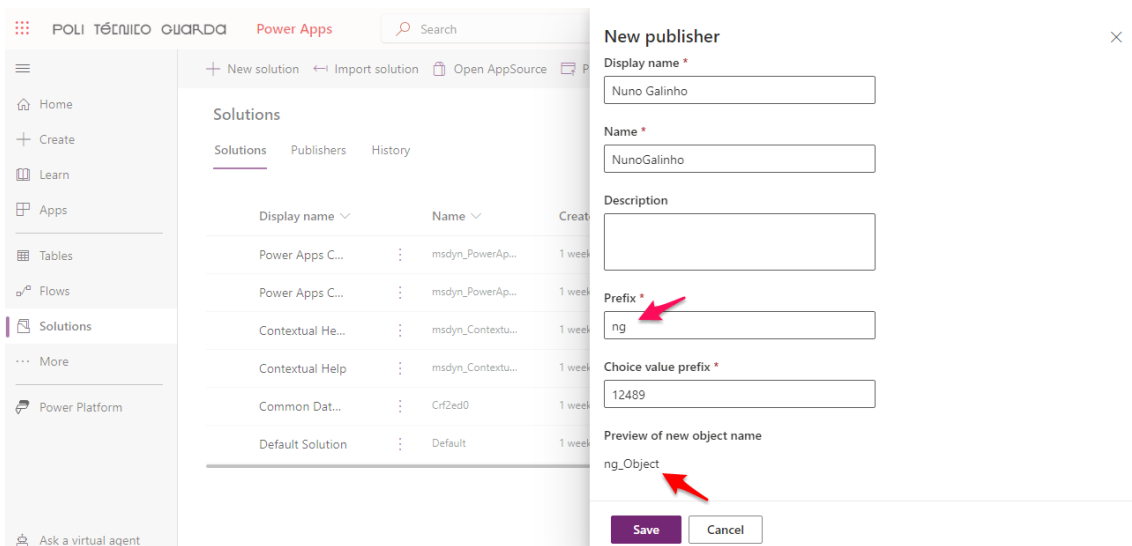 POLI TÉCNICO GUARDA Power Apps Search
New solution Import solution Open AppSource P
Home
Create
Learn
Apps
Tables
Flows
Solutions
··· More
Power Platform
Ask a virtual agent
Solutions
Solutions Publishers History
Display name Name Create
Power Apps C... msdyn_PowerAp... 1 week
Power Apps C... msdyn_PowerAp... 1 week
Contextual He... msdyn_Contextu... 1 week
Contextual Help msdyn_Contextu... 1 week
Common Dat... Crf2ed0 1 week
Default Solution Default 1 week
New publisher
Display name *
Nuno Galinho
Name *
NunoGalinho
Description
Prefix *
ng
Choice value prefix *
12489
Preview of new object name
ng_Object
Save Cancel